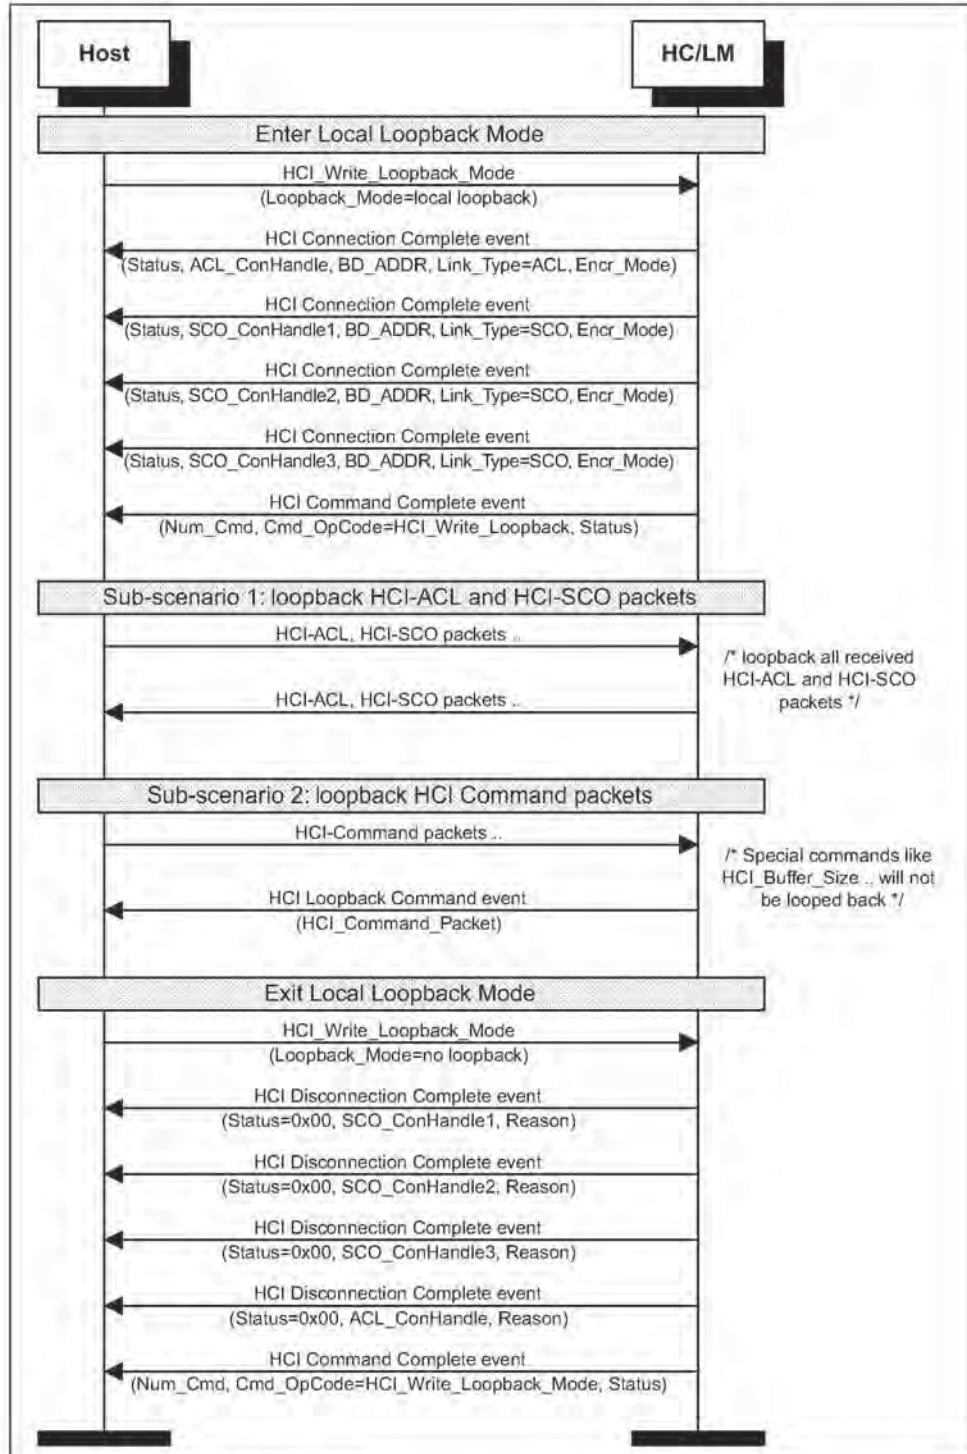 Host
HC/LM
Enter Local Loopback Mode
HCI_Write_Loopback_Mode
(Loopback_Mode=local loopback)
HCI Connection Complete event
(Status, ACL_ConHandle, BD_ADDR, Link_Type=ACL, Encr_Mode)
HCI Connection Complete event
(Status, SCO_ConHandle1, BD_ADDR, Link_Type=SCO, Encr_Mode)
HCI Connection Complete event
(Status, SCO_ConHandle2, BD_ADDR, Link_Type=SCO, Encr_Mode)
HCI Connection Complete event
(Status, SCO_ConHandle3, BD_ADDR, Link_Type=SCO, Encr_Mode)
HCI Command Complete event
(Num_Cmd, Cmd_OpCode=HCI_Write_Loopback, Status)
Sub-scenario 1: loopback HCI-ACL and HCI-SCO packets
HCI-ACL, HCI-SCO packets ..
/* loopback all received
HCI-ACL and HCI-SCO
packets */
HCI-ACL, HCI-SCO packets ..
Sub-scenario 2: loopback HCI Command packets
HCI-Command packets ..
/* Special commands like
HCI_Buffer_Size .. will not
be looped back */
HCI Loopback Command event
(HCI_Command_Packet)
Exit Local Loopback Mode
HCI_Write_Loopback_Mode
(Loopback_Mode=no loopback)
HCI Disconnection Complete event
(Status=0x00, SCO_ConHandle1, Reason)
HCI Disconnection Complete event
(Status=0x00, SCO_ConHandle2, Reason)
HCI Disconnection Complete event
(Status=0x00, SCO_ConHandle3, Reason)
HCI Disconnection Complete event
(Status=0x00, ACL_ConHandle, Reason)
HCI Command Complete event
(Num_Cmd, Cmd_OpCode=HCI_Write_Loopback_Mode, Status)